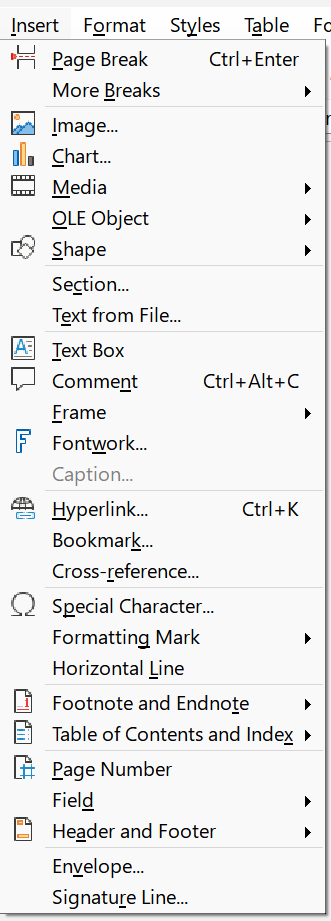 Insert Format Styles Table Fo
Page Break Ctrl+Enter
More Breaks
Image...
Chart...
Media
OLE Object
Shape
Section...
Text from File...
Text Box
Comment Ctrl+Alt+C
Frame
Fontwork...
Caption...
Hyperlink... Ctrl+K
Bookmark...
Cross-reference...
Special Character...
Formatting Mark
Horizontal Line
Footnote and Endnote
Table of Contents and Index
Page Number
Field
Header and Footer
Envelope...
Signature Line...